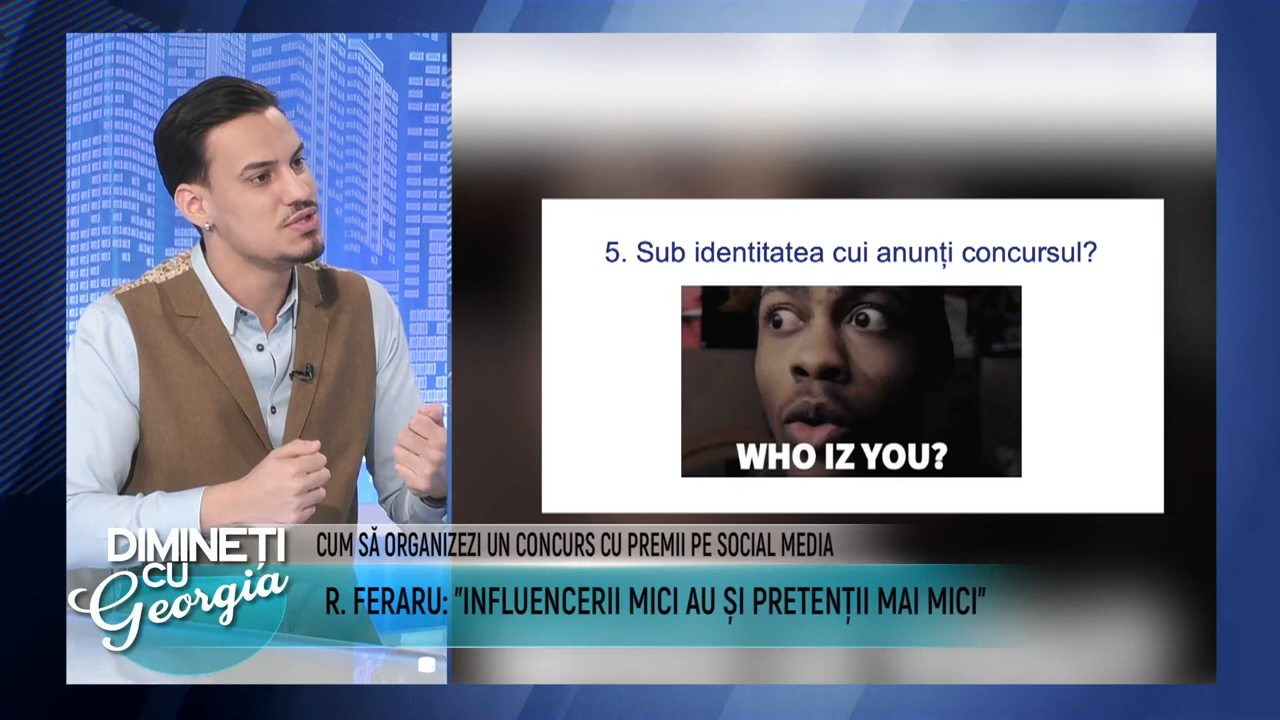 5. Sub identitatea cui anunți concursul?
WHO IZ YOU?
DIMINEȚI
CU
Georgia
CUM SĂ ORGANIZEZI UN CONCURS CU PREMII PE SOCIAL MEDIA
R. FERARU: "INFLUENCERII MICI AU ȘI PRETENȚII MAI MICI"